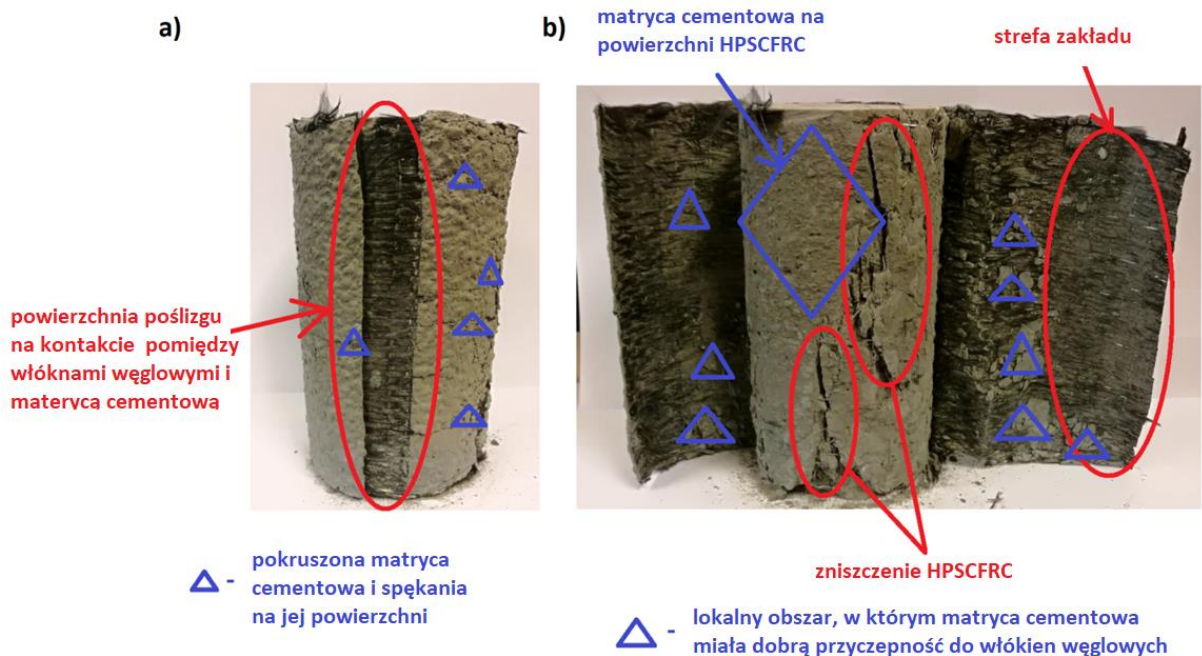 a)
powierzchnia poślizgu
na kontakcie pomiędzy
włóknami węglowymi i
materycą cementową
- pokruszona matryca
cementowa i spękania
na jej powierzchni
b)
matryca cementowa na
powierzchni HPSCFRC
strefa zakładu
zniszczenie HPSCFRC
- lokalny obszar, w którym matryca cementowa
miała dobrą przyczepność do włókien węglowych